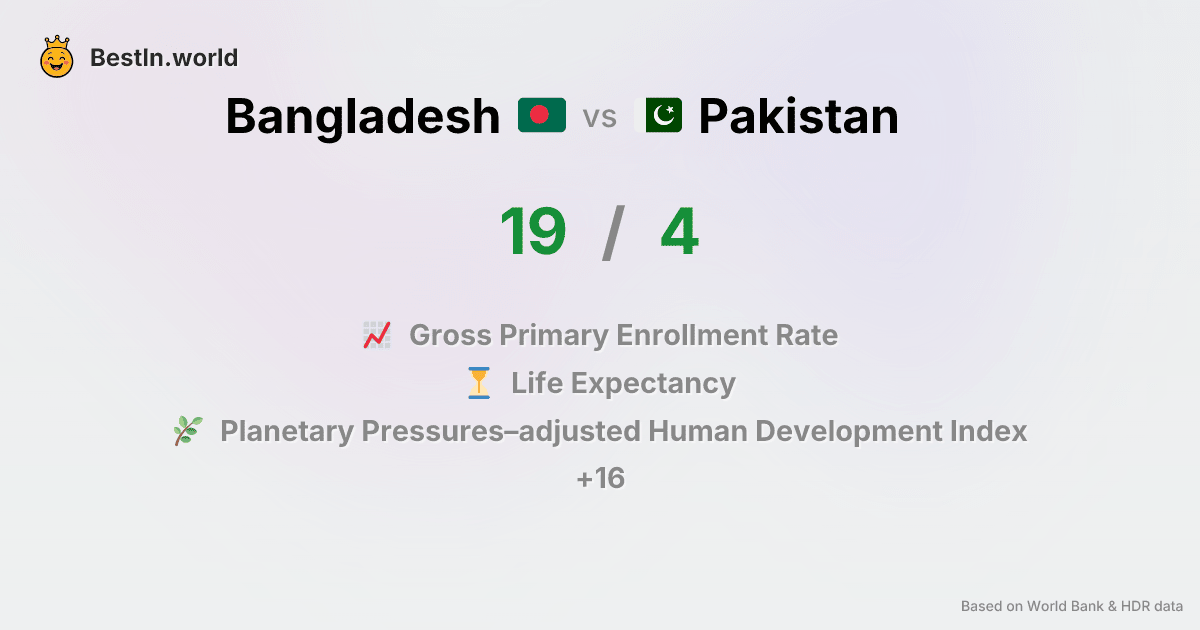 BestIn.world
Bangladesh vs Pakistan
19 / 4
Gross Primary Enrollment Rate
Life Expectancy
Planetary Pressures–adjusted Human Development Index
+16
Based on World Bank & HDR data